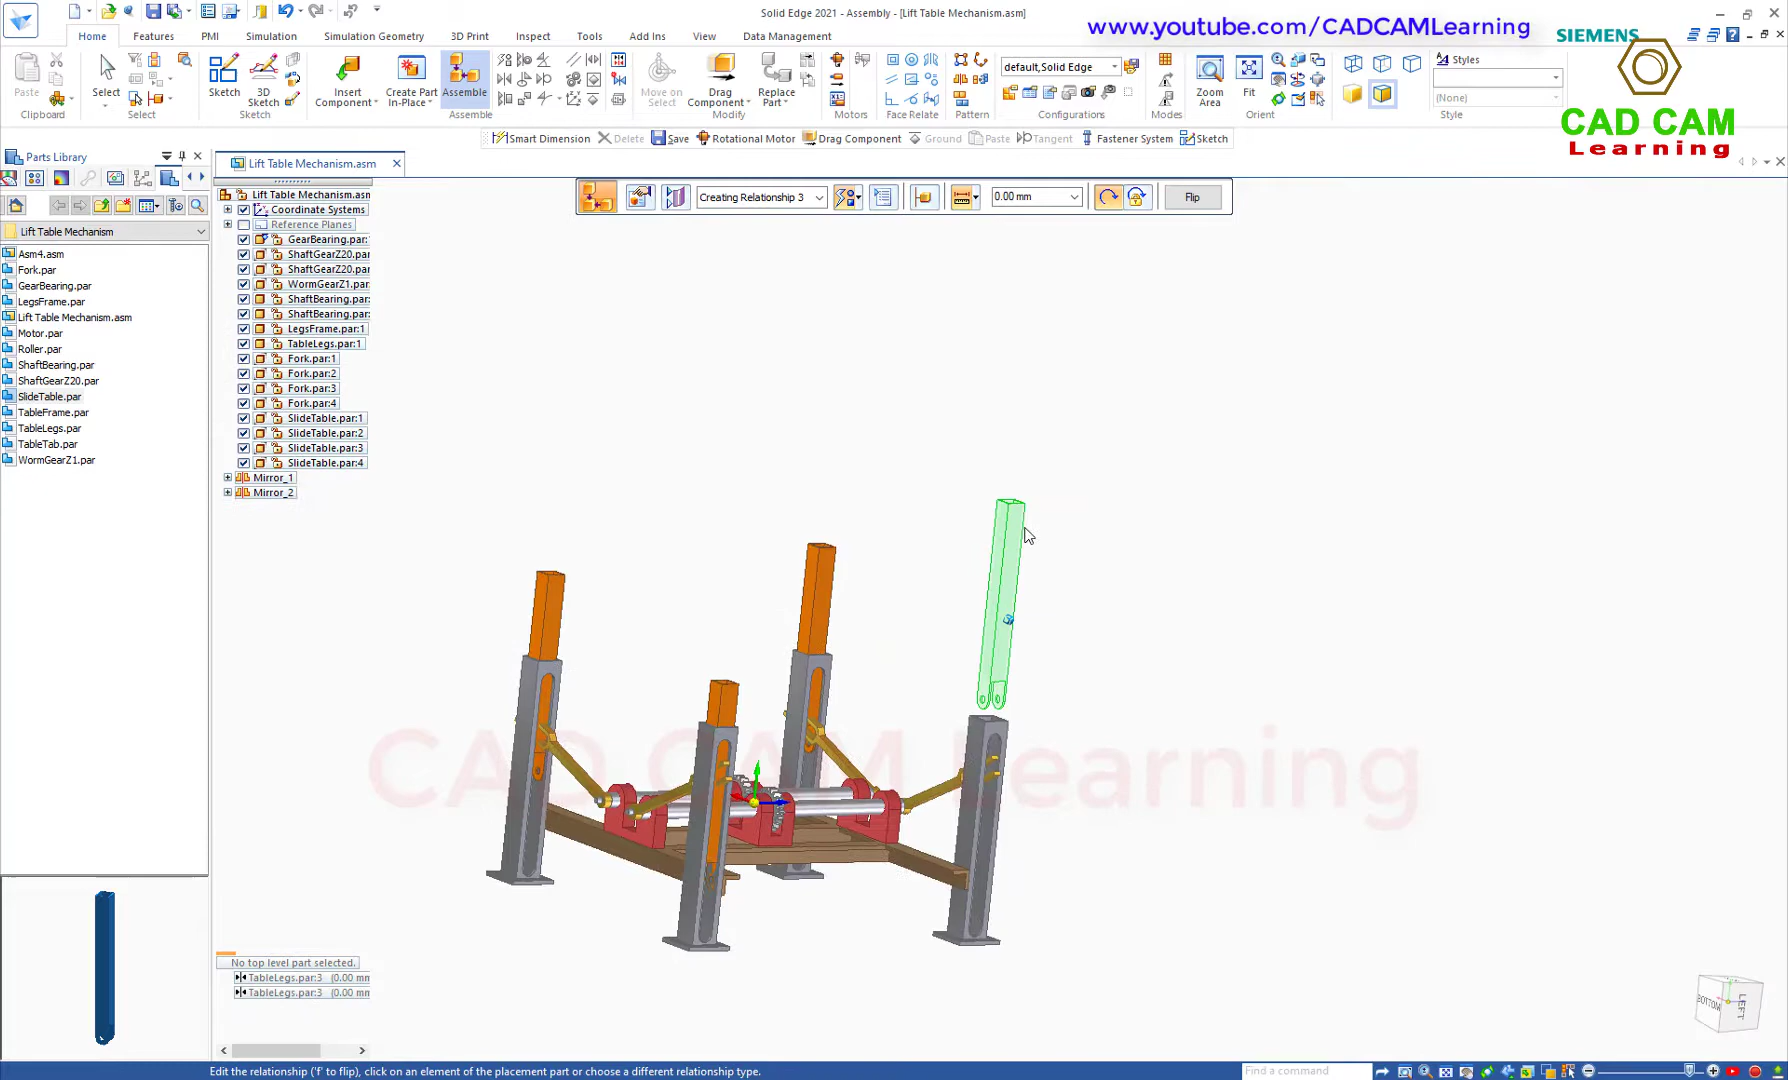 Solid Edge 2021 - Assembly - [Lift Table Mechanism.asm]
www.youtube.com/CADCAMLearning
SIEMENS
CAD CAM
Learning
Home
Features
PMI
Simulation
Simulation Geometry
3D Print
Inspect
Tools
Add Ins
View
Data Management
Paste
Clipboard
Select
Select
Sketch
3D
Sketch
Sketch
Insert
Component
Create Part
In-Place
Assemble
Assemble
Move on
Select
Drag
Component
Modify
Replace
Part
Motors
Face Relate
Pattern
default,Solid Edge
Configurations
Modes
Zoom
Area
Fit
Orient
Styles
(None)
Style
Smart Dimension
Delete
Save
Rotational Motor
Drag Component
Ground
Paste
Tangent
Fastener System
Sketch
Parts Library
Lift Table Mechanism.asm
Creating Relationship 3
0.00 mm
Flip
Lift Table Mechanism
Asm4.asm
Fork.par
GearBearing.par
LegsFrame.par
Lift Table Mechanism.asm
Motor.par
Roller.par
ShaftBearing.par
ShaftGearZ20.par
SlideTable.par
TableFrame.par
TableLegs.par
TableTab.par
WormGearZ1.par
Lift Table Mechanism.asm
Coordinate Systems
Reference Planes
GearBearing.par:
ShaftGearZ20.par
ShaftGearZ20.par
WormGearZ1.par
ShaftBearing.par:
ShaftBearing.par:
LegsFrame.par:1
TableLegs.par:1
Fork.par:1
Fork.par:2
Fork.par:3
Fork.par:4
SlideTable.par:1
SlideTable.par:2
SlideTable.par:3
SlideTable.par:4
Mirror_1
Mirror_2
CAD CAM Learning
No top level part selected.
TableLegs.par:3 (0.00 mm
TableLegs.par:3 (0.00 mm
BOTTOM
LEFT
Edit the relationship ('f' to flip), click on an element of the placement part or choose a different relationship type.
Find a command